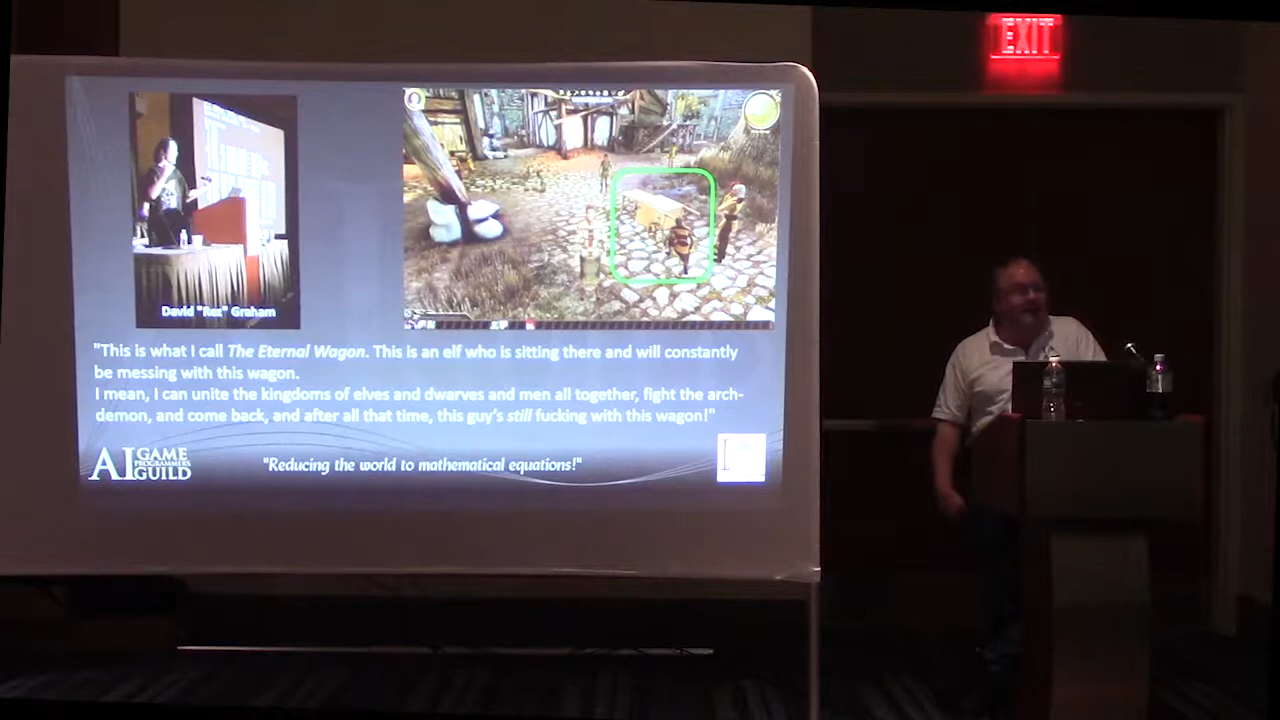 EXIT
David "Rez" Graham
"This is what I call The Eternal Wagon. This is an elf who is sitting there and will constantly
be messing with this wagon.
I mean, I can unite the kingdoms of elves and dwarves and men all together, fight the arch-
demon, and come back, and after all that time, this guy's still fucking with this wagon!"
AI GAME
PROGRAMMERS
GUILD
"Reducing the world to mathematical equations!"